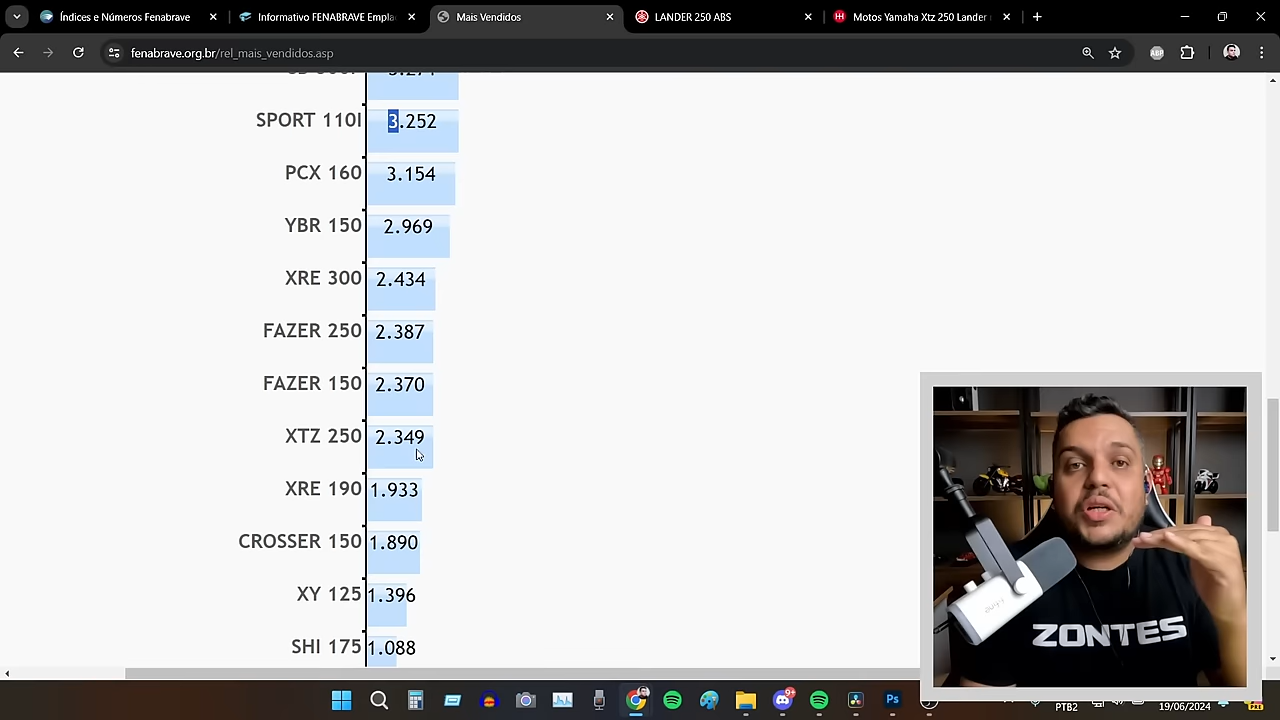 Índices e Números Fenabrave
Informativo FENABRAVE Empla
Mais Vendidos
LANDER 250 ABS
Motos Yamaha Xtz 250 Lander
fenabrave.org.br/rel_mais_vendidos.asp
ABP
SPORT 110I 3.252
PCX 160 3.154
YBR 150 2.969
XRE 300 2.434
FAZER 250 2.387
FAZER 150 2.370
XTZ 250 2.349
XRE 190 1.933
CROSSER 150 1.890
XY 125 1.396
SHI 175 1.088
ZONTES
9+
Ps
PTB2
19/06/2024